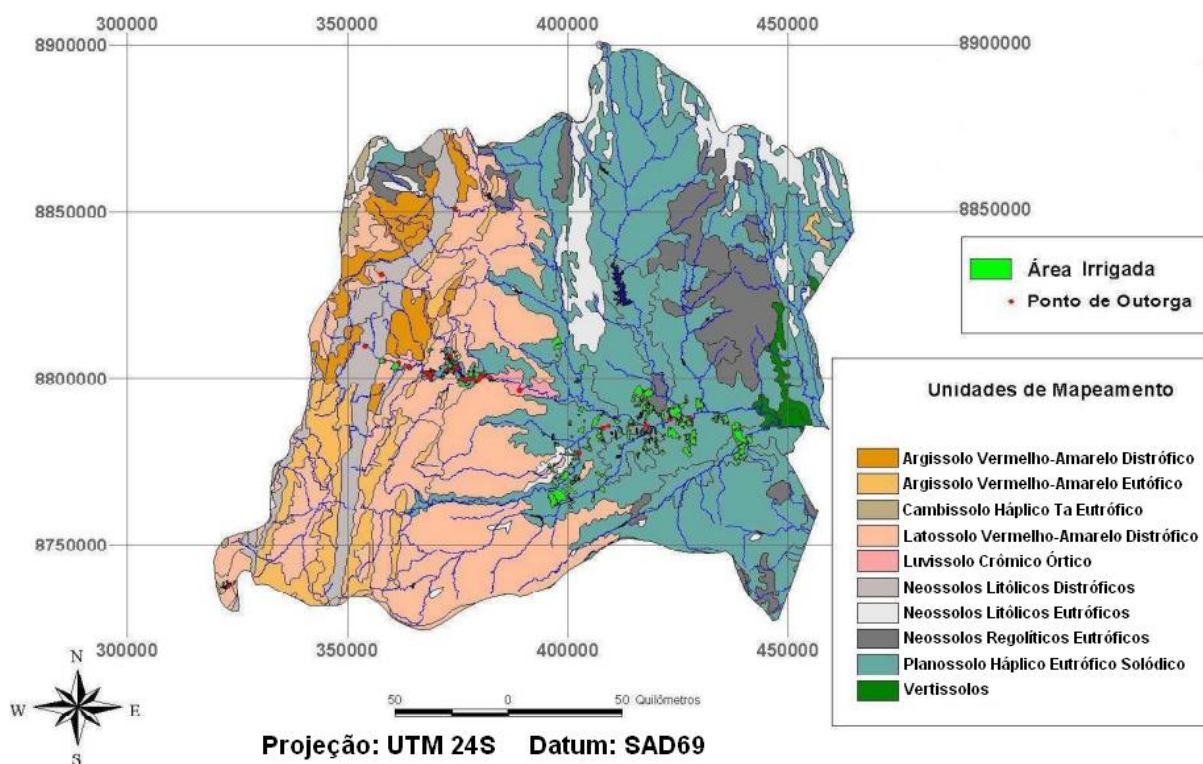 300000 350000 400000 450000
8900000 8900000
8850000 8850000
Área Irrigada
Ponto de Outorga
8800000
Unidades de Mapeamento
Argissolo Vermelho-Amarelo Distrófico
Argissolo Vermelho-Amarelo Eutófico
Cambissolo Háplico Ta Eutrófico
Latossolo Vermelho-Amarelo Distrófico
Luvissolo Crômico Órtico
Neossolos Litólicos Distróficos
Neossolos Litólicos Eutróficos
Neossolos Regolíticos Eutróficos
Planossolo Háplico Eutrófico Solódico
Vertissolos
8750000
300000 350000 400000 450000
N
W E
S
50 0 50 Quilômetros
Projeção: UTM 24S Datum: SAD69